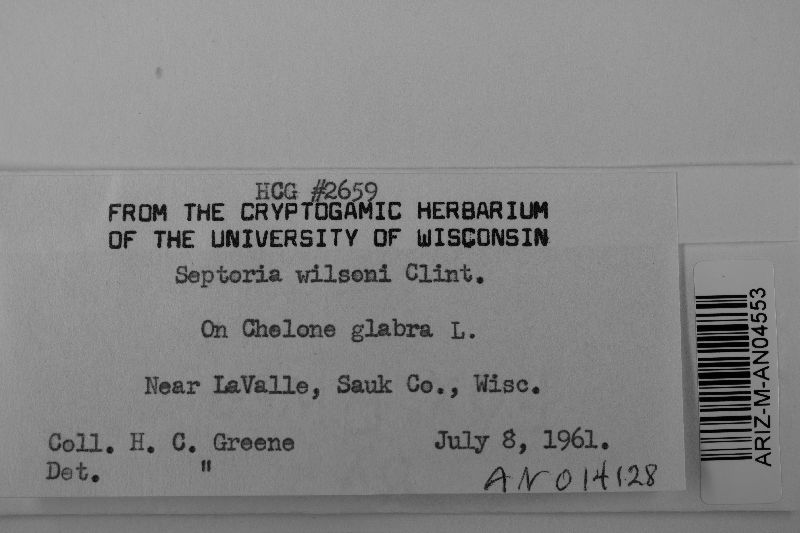 HCG #2659
FROM THE CRYPTOGAMIC HERBARIUM
OF THE UNIVERSITY OF WISCONSIN
Septoria wilsoni Clint.
On Chelone glabra L.
Near LaValle, Sauk Co., Wisc.
Coll. H. C. Greene July 8, 1961.
Det. "
AN014128
ARIZ-M-AN04553